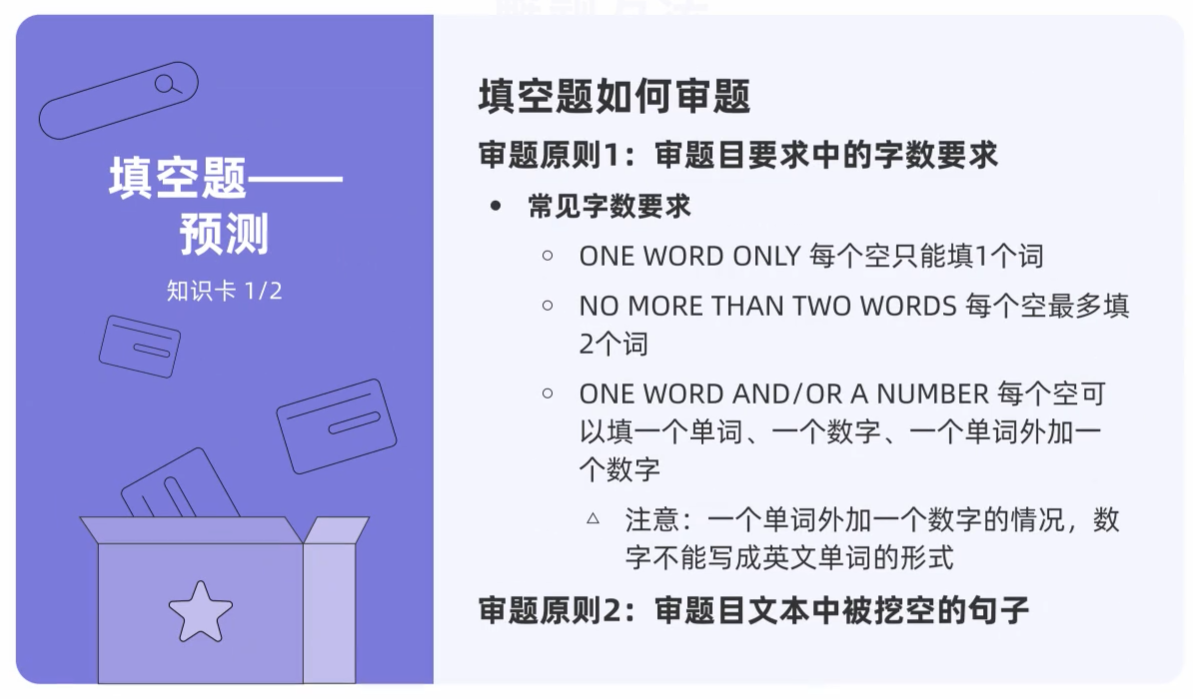 填空题——
预测
知识卡 1/2
填空题如何审题
审题原则1：审题目要求中的字数要求
• 常见字数要求
○ ONE WORD ONLY 每个空只能填1个词
○ NO MORE THAN TWO WORDS 每个空最多填
2个词
○ ONE WORD AND/OR A NUMBER 每个空可
以填一个单词、一个数字、一个单词外加一
个数字
△ 注意：一个单词外加一个数字的情况，数
字不能写成英文单词的形式
审题原则2：审题目文本中被挖空的句子